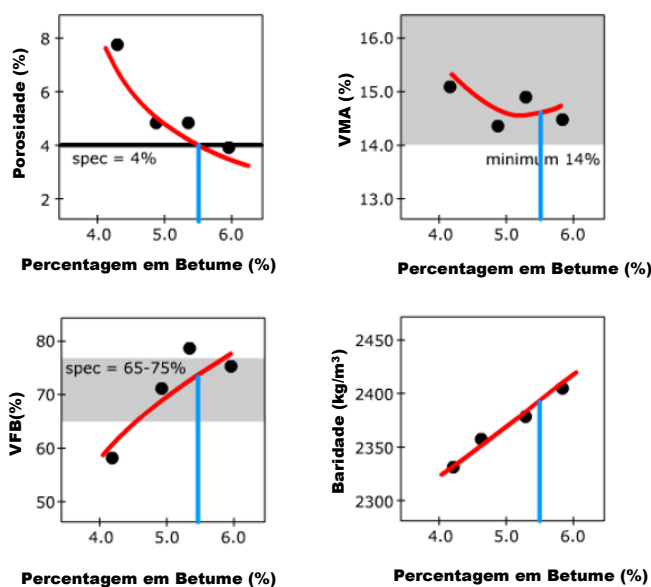 Porosidade (%)
8
6
4
2
spec = 4%
4.0 5.0 6.0
Percentagem em Betume (%)
VMA (%)
16.0
15.0
14.0
13.0
minimum 14%
4.0 5.0 6.0
Percentagem em Betume (%)
VFB(%)
80
70
60
50
spec = 65-75%
4.0 5.0 6.0
Percentagem em Betume (%)
Baridade (kg/m³)
2450
2400
2350
2300
4.0 5.0 6.0
Percentagem em Betume (%)